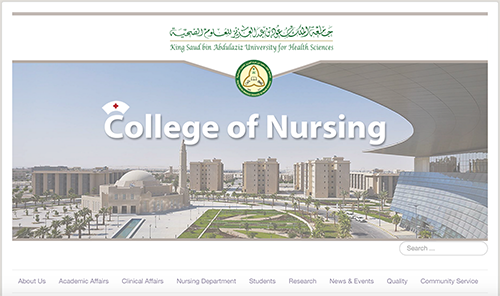 جامعة الملك سعود بن عبدالعزيز للعلوم الصحية
King Saud bin Abdulaziz University for Health Sciences
College of Nursing
Search ...
About Us Academic Affairs Clinical Affairs Nursing Department Students Research News & Events Quality Community Service